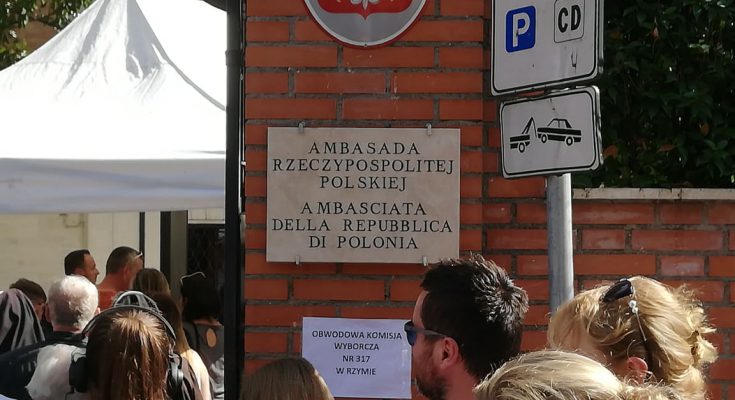 P
CD
AMBASADA
RZECZYPOSPOLITEJ
POLSKIEJ
AMBASCIATA
DELLA REPUBBLICA
DI POLONIA
OBWODOWA KOMISJA
WYBORCZA
NR 317
W RZYMIE